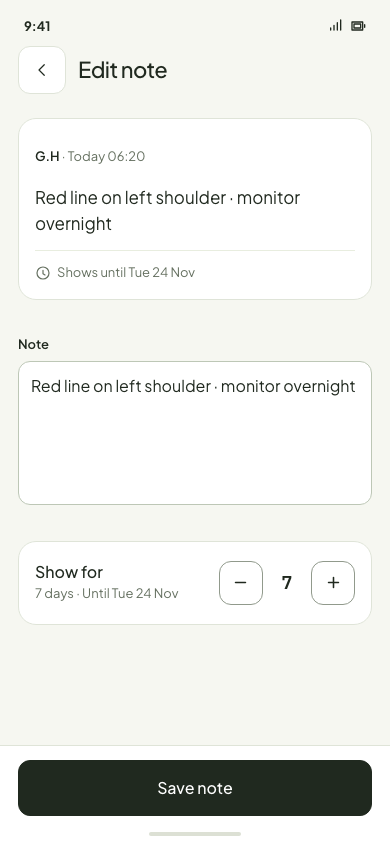 9:41
Edit note
G.H · Today 06:20
Red line on left shoulder · monitor
overnight
Shows until Tue 24 Nov
Note
Red line on left shoulder · monitor overnight
Show for
7 days · Until Tue 24 Nov
− 7 +
Save note